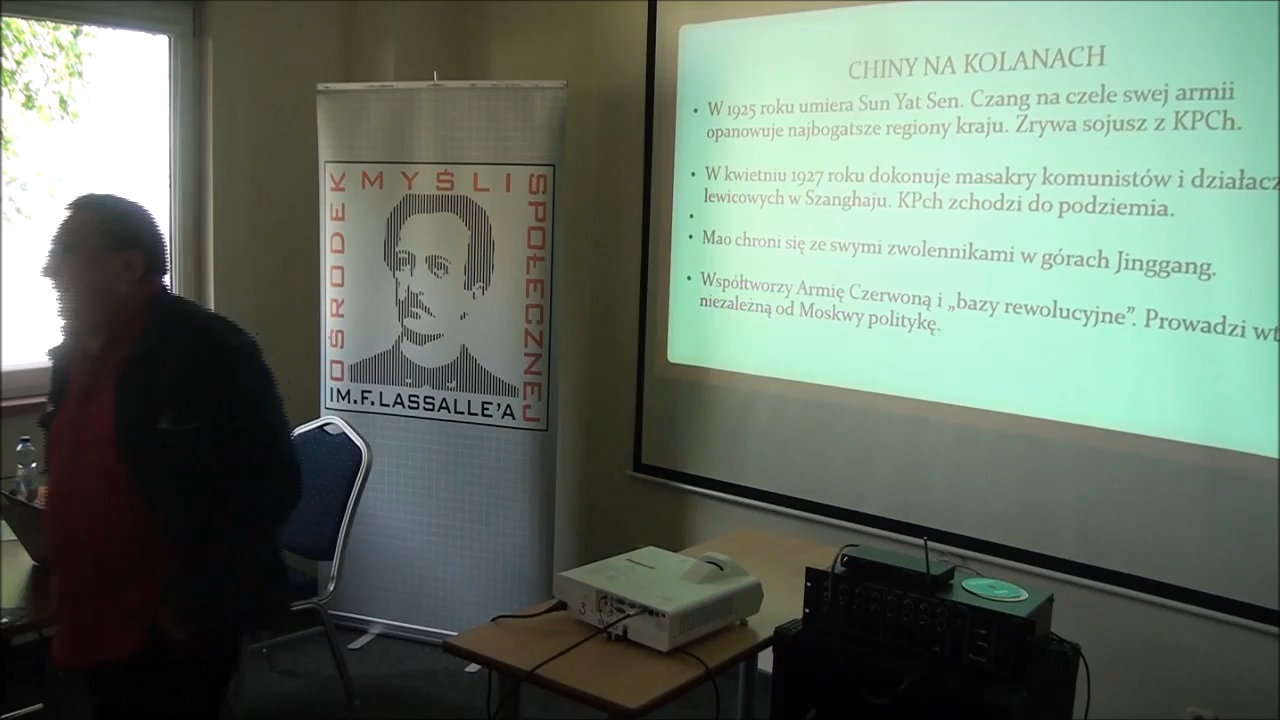 OŚRODEK MYŚLI SPOŁECZNEJ
IM.F.LASSALLE'A
CHINY NA KOLANACH
• W 1925 roku umiera Sun Yat Sen. Czang na czele swej armii
opanowuje najbogatsze regiony kraju. Zrywa sojusz z KPCh.
• W kwietniu 1927 roku dokonuje masakry komunistów i działacz
lewicowych w Szanghaju. KPch zchodzi do podziemia.
•
• Mao chroni się ze swymi zwolennikami w górach Jinggang.
• Współtworzy Armię Czerwoną i „bazy rewolucyjne”. Prowadzi wt
niezależną od Moskwy politykę.
3